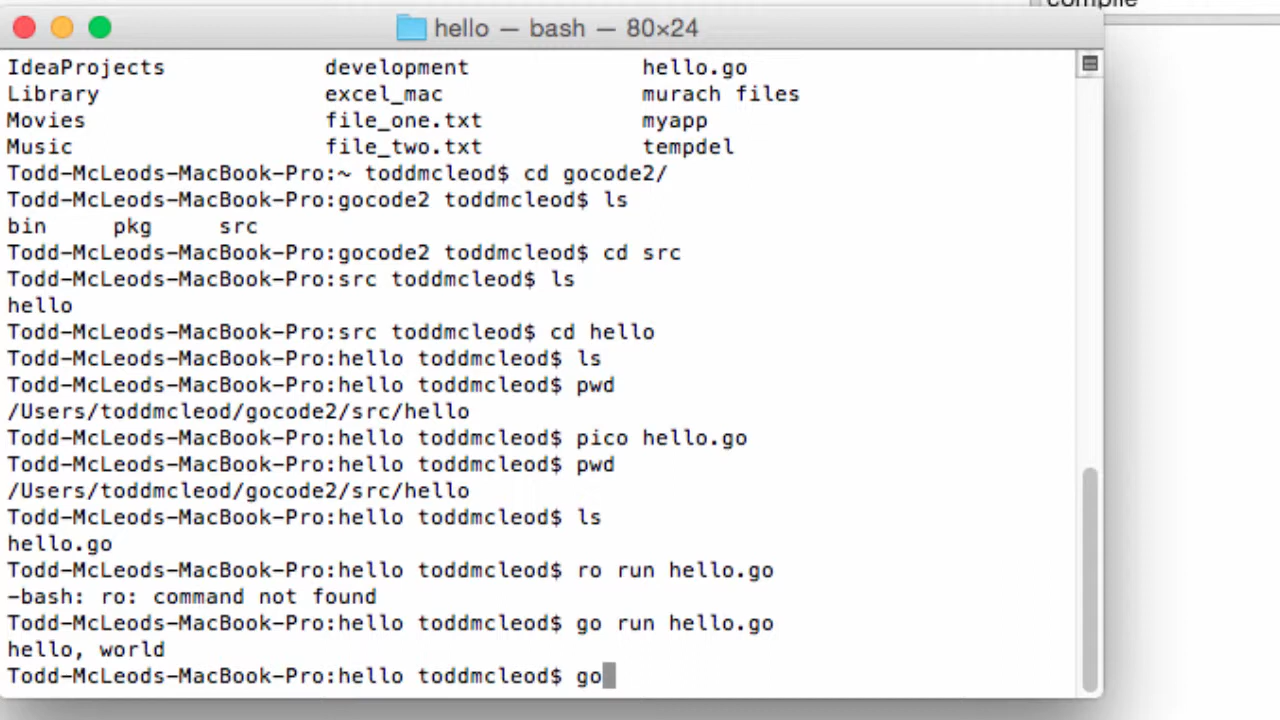 compile
hello — bash — 80×24
IdeaProjects development hello.go
Library excel_mac murach files
Movies file_one.txt myapp
Music file_two.txt tempdel
Todd-McLeods-MacBook-Pro:~ toddmcleod$ cd gocode2/
Todd-McLeods-MacBook-Pro:gocode2 toddmcleod$ ls
bin pkg src
Todd-McLeods-MacBook-Pro:gocode2 toddmcleod$ cd src
Todd-McLeods-MacBook-Pro:src toddmcleod$ ls
hello
Todd-McLeods-MacBook-Pro:src toddmcleod$ cd hello
Todd-McLeods-MacBook-Pro:hello toddmcleod$ ls
Todd-McLeods-MacBook-Pro:hello toddmcleod$ pwd
/Users/toddmcleod/gocode2/src/hello
Todd-McLeods-MacBook-Pro:hello toddmcleod$ pico hello.go
Todd-McLeods-MacBook-Pro:hello toddmcleod$ pwd
/Users/toddmcleod/gocode2/src/hello
Todd-McLeods-MacBook-Pro:hello toddmcleod$ ls
hello.go
Todd-McLeods-MacBook-Pro:hello toddmcleod$ ro run hello.go
-bash: ro: command not found
Todd-McLeods-MacBook-Pro:hello toddmcleod$ go run hello.go
hello, world
Todd-McLeods-MacBook-Pro:hello toddmcleod$ go